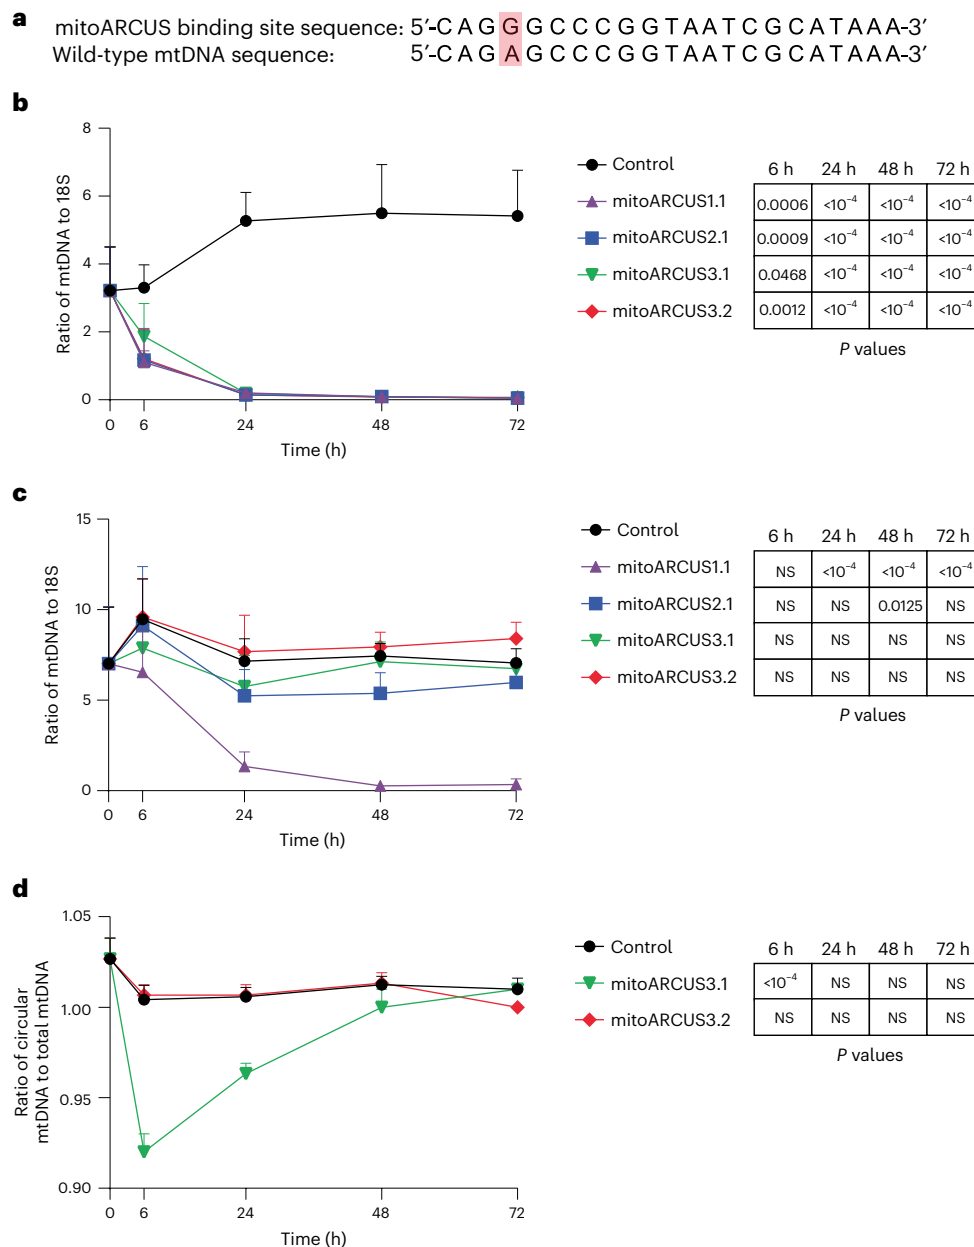 a
mitoARCUS binding site sequence: 5′-CAGGGCCCGGTAATCGCATAAA-3′
Wild-type mtDNA sequence: 5′-CAGAGCCCGGTAATCGCATAAA-3′
b
Ratio of mtDNA to 18S
8
6
4
2
0
0 6 24 48 72
Time (h)
Control
mitoARCUS1.1
mitoARCUS2.1
mitoARCUS3.1
mitoARCUS3.2
6 h 24 h 48 h 72 h
0.0006 <10⁻⁴ <10⁻⁴ <10⁻⁴
0.0009 <10⁻⁴ <10⁻⁴ <10⁻⁴
0.0468 <10⁻⁴ <10⁻⁴ <10⁻⁴
0.0012 <10⁻⁴ <10⁻⁴ <10⁻⁴
P values
c
Ratio of mtDNA to 18S
15
10
5
0
0 6 24 48 72
Time (h)
Control
mitoARCUS1.1
mitoARCUS2.1
mitoARCUS3.1
mitoARCUS3.2
6 h 24 h 48 h 72 h
NS <10⁻⁴ <10⁻⁴ <10⁻⁴
NS NS 0.0125 NS
NS NS NS NS
NS NS NS NS
P values
d
Ratio of circular
mtDNA to total mtDNA
1.05
1.00
0.95
0.90
0 6 24 48 72
Time (h)
Control
mitoARCUS3.1
mitoARCUS3.2
6 h 24 h 48 h 72 h
<10⁻⁴ NS NS NS
NS NS NS NS
P values